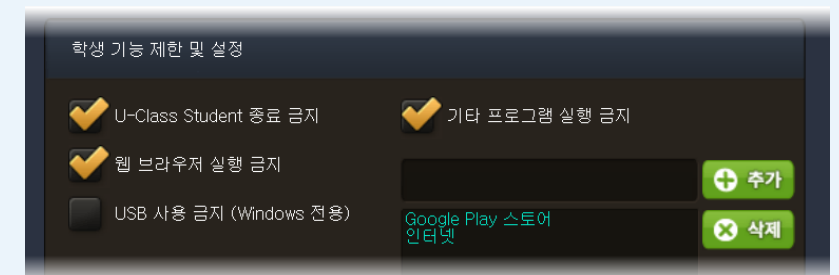 학생 기능 제한 및 설정
U-Class Student 종료 금지
기타 프로그램 실행 금지
웹 브라우저 실행 금지
추가
USB 사용 금지 (Windows 전용)
Google Play 스토어
인터넷
삭제